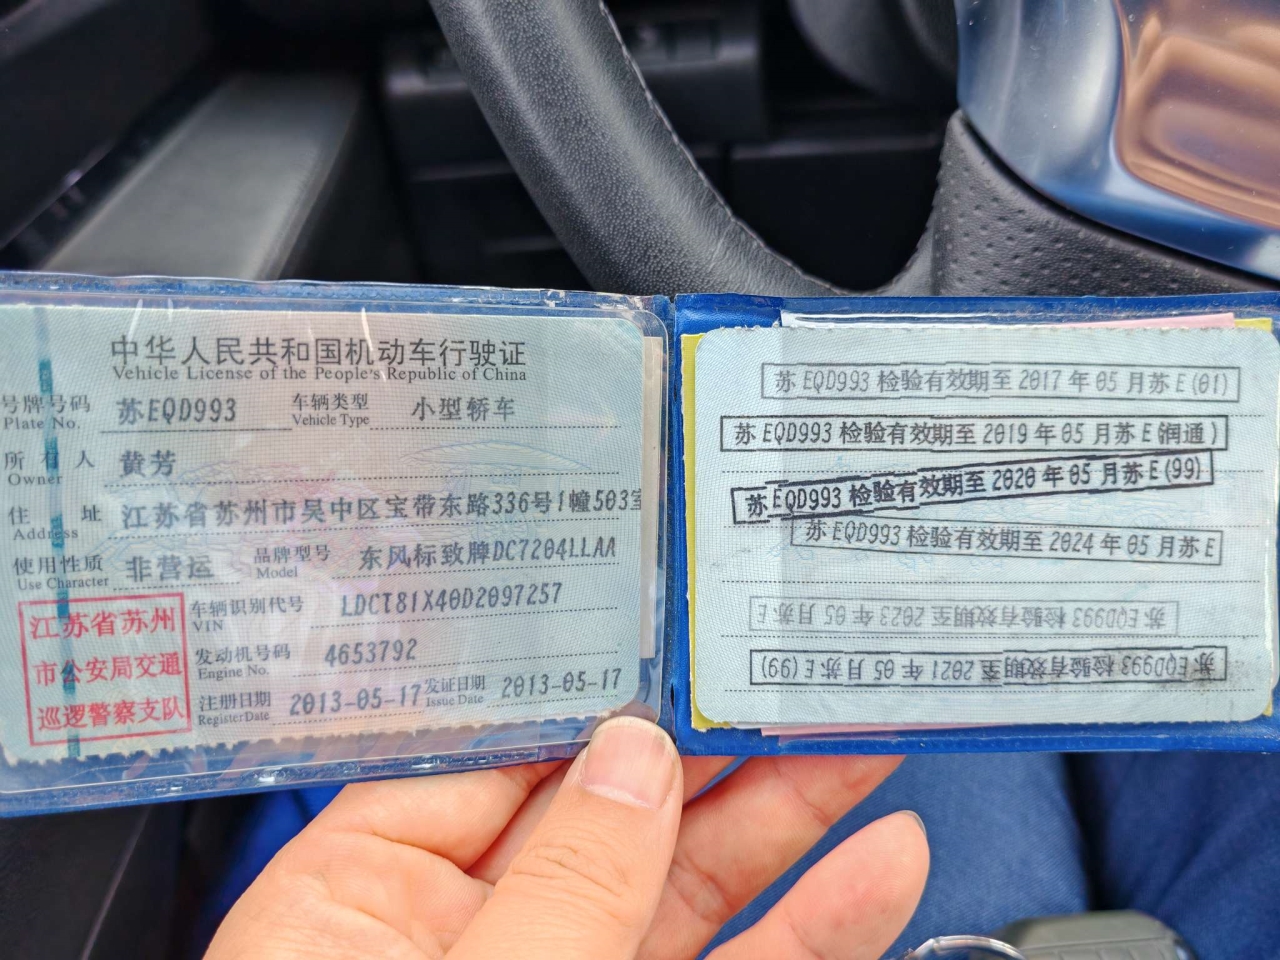 中华人民共和国机动车行驶证
Vehicle License of the People's Republic of China
号牌号码 苏EQD993 车辆类型 小型轿车
Plate No. Vehicle Type
所有人 黄芳
Owner
住址 江苏省苏州市吴中区宝带东路336号1幢503室
Address
使用性质 非营运 品牌型号 东风标致牌DC7204LLAA
Use Character Model
江苏省苏州
市公安局交通
巡逻警察支队
车辆识别代号 LDCT81X40D2097257
VIN
发动机号码 4653792
Engine No.
注册日期 2013-05-17 发证日期 2013-05-17
Register Date Issue Date
苏EQD993 检验有效期至 2017 年 05 月苏E(01)
苏EQD993 检验有效期至 2019 年 05 月苏E(润通)
苏EQD993 检验有效期至 2020 年 05 月苏E(99)
苏EQD993 检验有效期至 2024 年 05 月苏E
苏EQD993 检验有效期至 2023 年 05 月苏E
苏EQD993 检验有效期至 2021 年 05 月苏E(99)